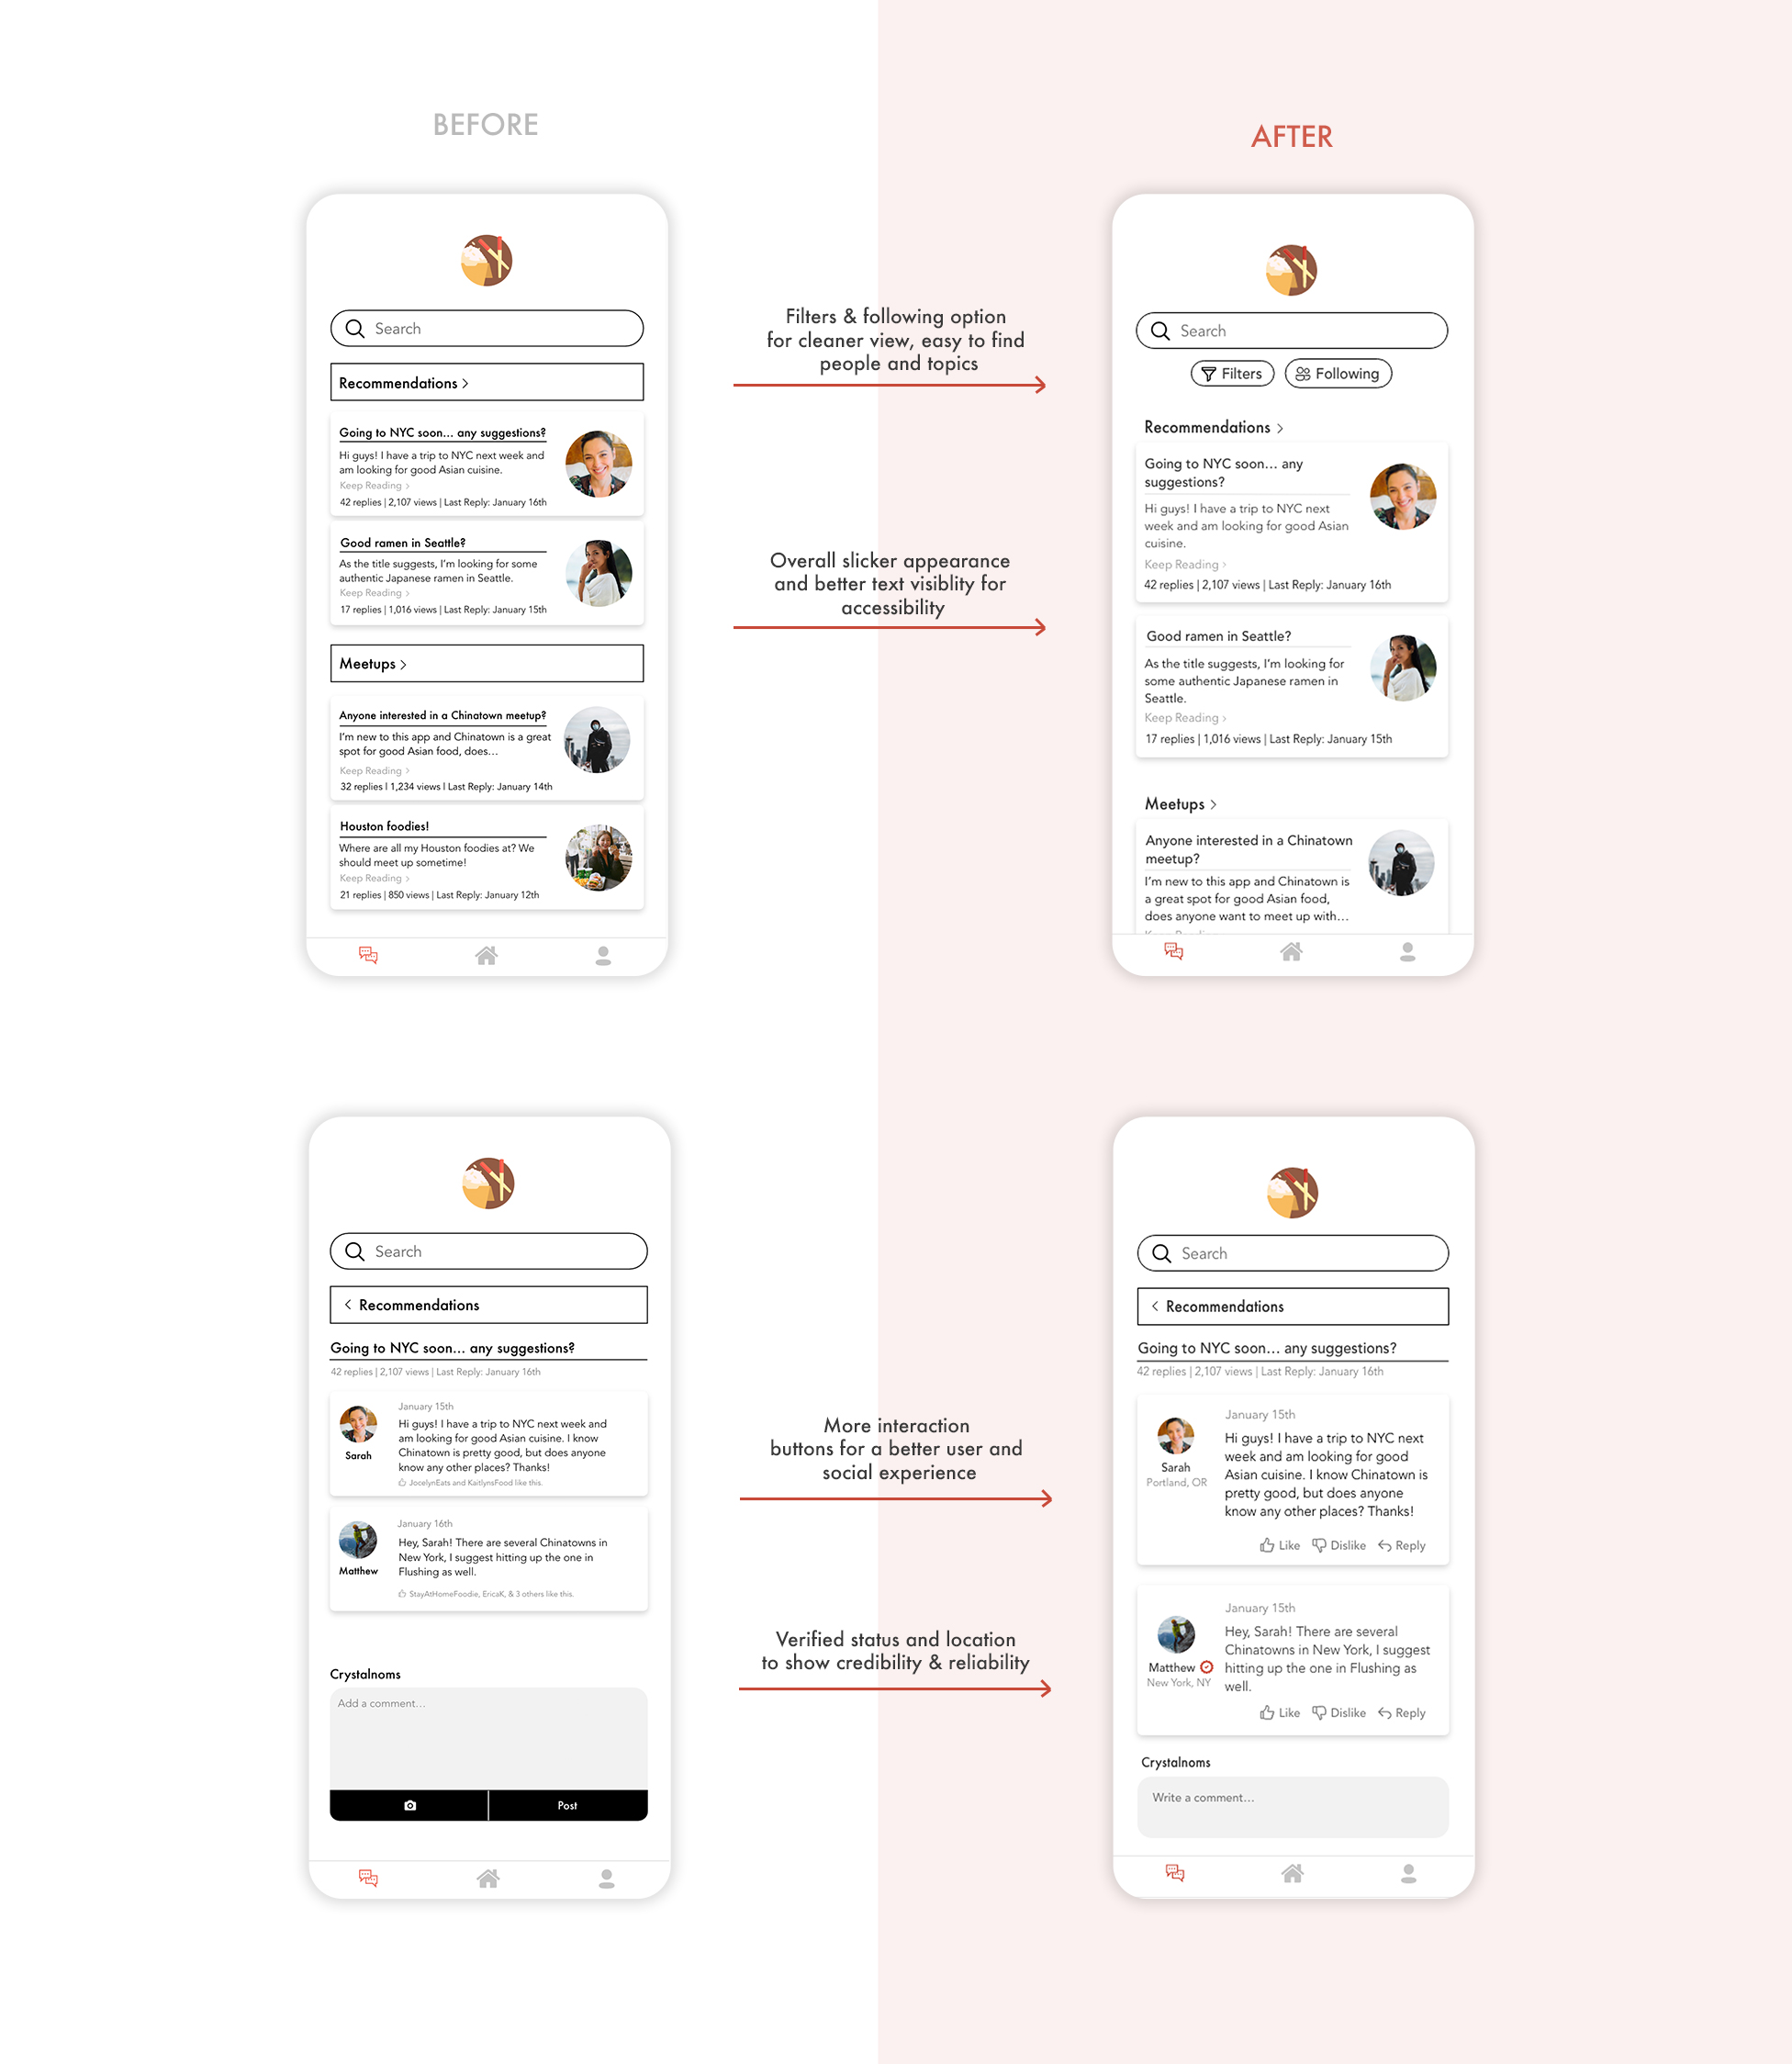 BEFORE
AFTER
Search
Recommendations >
Going to NYC soon... any suggestions?
Hi guys! I have a trip to NYC next week and
am looking for good Asian cuisine.
Keep Reading >
42 replies | 2,107 views | Last Reply: January 16th
Good ramen in Seattle?
As the title suggests, I'm looking for some
authentic Japanese ramen in Seattle.
Keep Reading >
17 replies | 1,016 views | Last Reply: January 15th
Meetups >
Anyone interested in a Chinatown meetup?
I'm new to this app and Chinatown is a great
spot for good Asian food, does...
Keep Reading >
32 replies | 1,234 views | Last Reply: January 14th
Houston foodies!
Where are all my Houston foodies at? We
should meet up sometime!
Keep Reading >
21 replies | 850 views | Last Reply: January 12th
Filters & following option
for cleaner view, easy to find
people and topics
Overall slicker appearance
and better text visiblity for
accessibility
Search
Filters
Following
Recommendations >
Going to NYC soon... any
suggestions?
Hi guys! I have a trip to NYC next
week and am looking for good Asian
cuisine.
Keep Reading >
42 replies | 2,107 views | Last Reply: January 16th
Good ramen in Seattle?
As the title suggests, I'm looking for
some authentic Japanese ramen in
Seattle.
Keep Reading >
17 replies | 1,016 views | Last Reply: January 15th
Meetups >
Anyone interested in a Chinatown
meetup?
I'm new to this app and Chinatown is
a great spot for good Asian food,
does anyone want to meet up with...
Search
< Recommendations
Going to NYC soon... any suggestions?
42 replies | 2,107 views | Last Reply: January 16th
January 15th
Hi guys! I have a trip to NYC next week and
am looking for good Asian cuisine. I know
Chinatown is pretty good, but does anyone
know any other places? Thanks!
Sarah
JocelynEats and KaitlynsFood like this.
January 16th
Hey, Sarah! There are several Chinatowns in
New York, I suggest hitting up the one in
Flushing as well.
Matthew
StayAtHomeFoodie, EricaK, & 3 others like this.
Crystalnoms
Add a comment...
Post
More interaction
buttons for a better user and
social experience
Verified status and location
to show credibility & reliability
Search
< Recommendations
Going to NYC soon... any suggestions?
42 replies | 2,107 views | Last Reply: January 16th
January 15th
Hi guys! I have a trip to NYC next
week and am looking for good
Asian cuisine. I know Chinatown is
pretty good, but does anyone
know any other places? Thanks!
Sarah
Portland, OR
Like Dislike Reply
January 15th
Hey, Sarah! There are several
Chinatowns in New York, I suggest
hitting up the one in Flushing as
well.
Matthew
New York, NY
Like Dislike Reply
Crystalnoms
Write a comment...